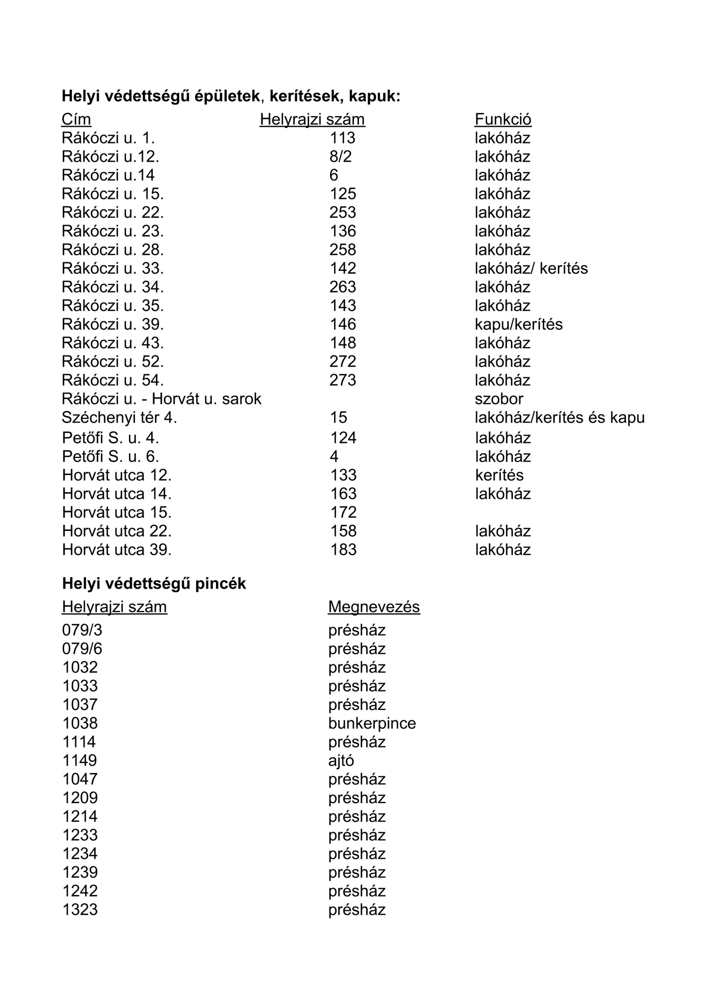 Helyi védettségű épületek, kerítések, kapuk:
Cím Helyrajzi szám Funkció
Rákóczi u. 1. 113 lakóház
Rákóczi u.12. 8/2 lakóház
Rákóczi u.14 6 lakóház
Rákóczi u. 15. 125 lakóház
Rákóczi u. 22. 253 lakóház
Rákóczi u. 23. 136 lakóház
Rákóczi u. 28. 258 lakóház
Rákóczi u. 33. 142 lakóház/ kerítés
Rákóczi u. 34. 263 lakóház
Rákóczi u. 35. 143 lakóház
Rákóczi u. 39. 146 kapu/kerítés
Rákóczi u. 43. 148 lakóház
Rákóczi u. 52. 272 lakóház
Rákóczi u. 54. 273 lakóház
Rákóczi u. - Horvát u. sarok szobor
Széchenyi tér 4. 15 lakóház/kerítés és kapu
Petőfi S. u. 4. 124 lakóház
Petőfi S. u. 6. 4 lakóház
Horvát utca 12. 133 kerítés
Horvát utca 14. 163 lakóház
Horvát utca 15. 172
Horvát utca 22. 158 lakóház
Horvát utca 39. 183 lakóház
Helyi védettségű pincék
Helyrajzi szám Megnevezés
079/3 présház
079/6 présház
1032 présház
1033 présház
1037 présház
1038 bunkerpince
1114 présház
1149 ajtó
1047 présház
1209 présház
1214 présház
1233 présház
1234 présház
1239 présház
1242 présház
1323 présház